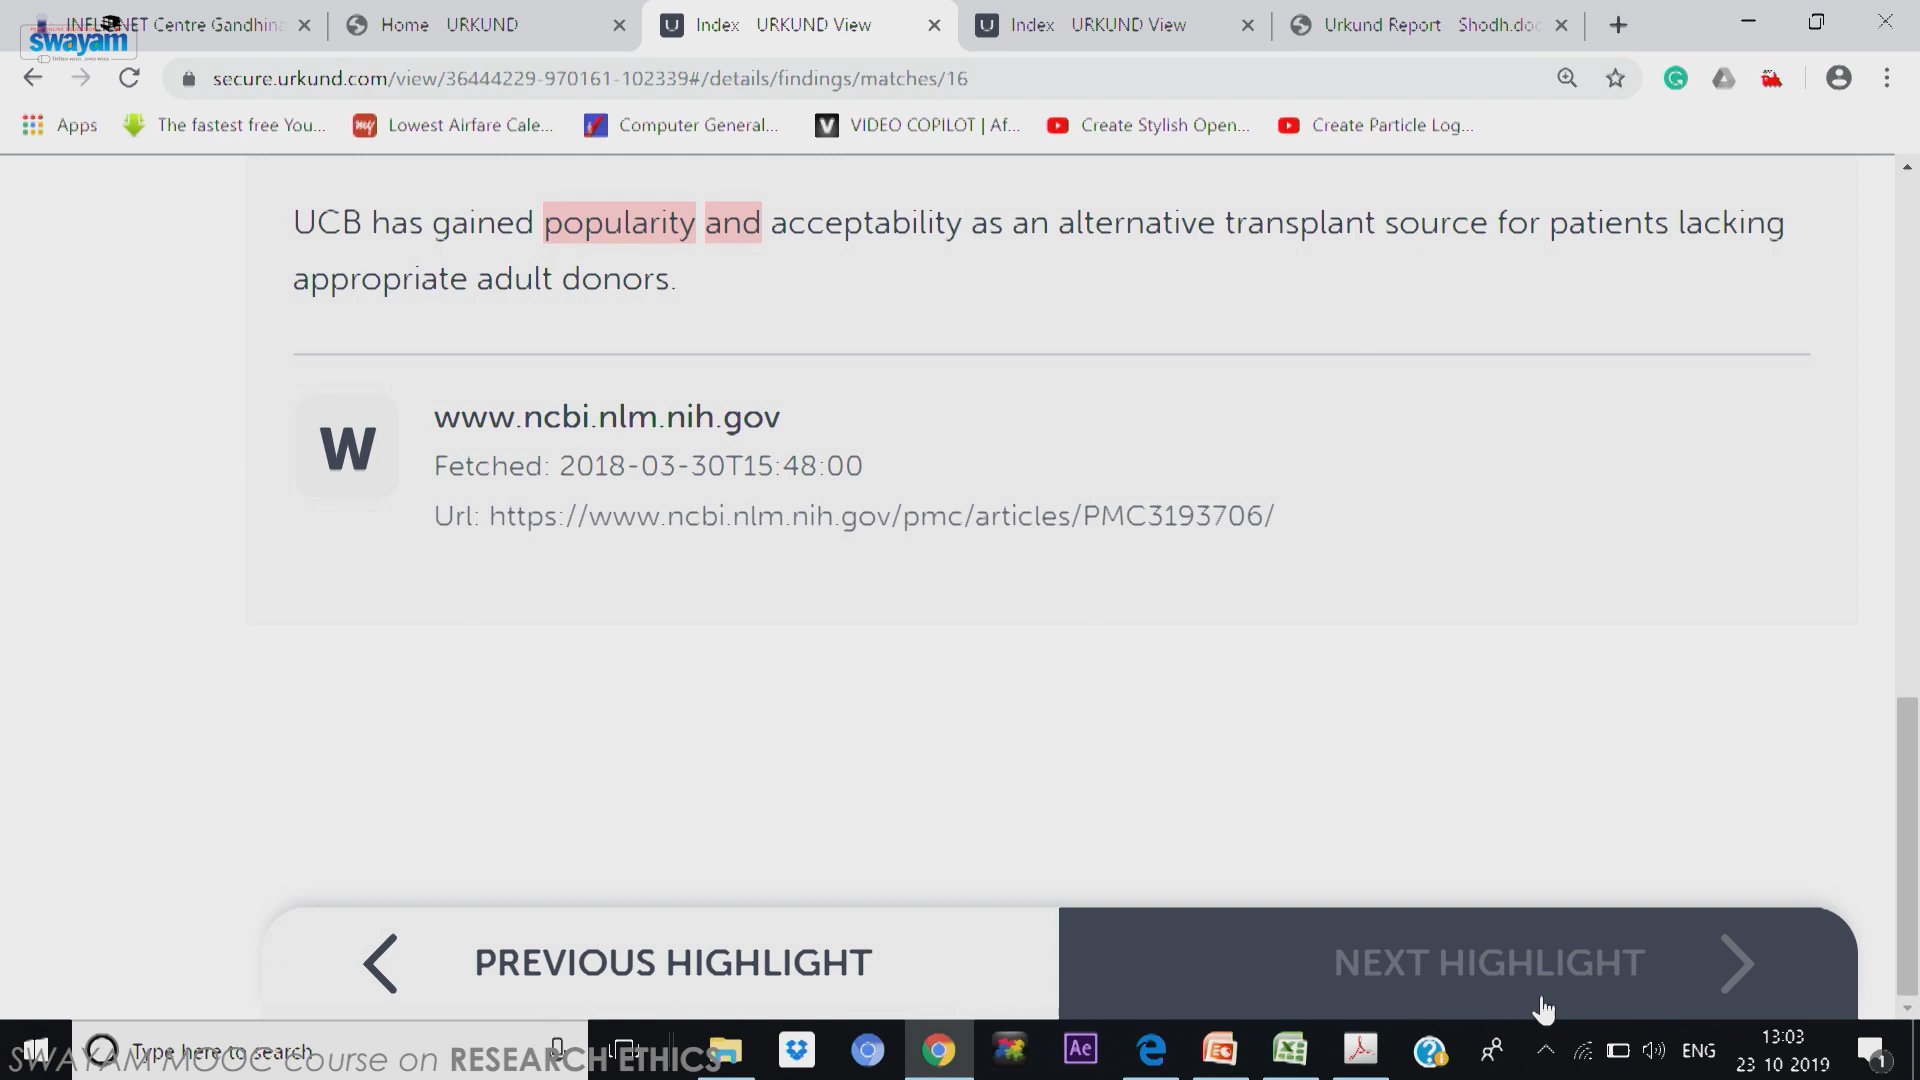 INFLIBNET Centre Gandhina
Home URKUND
Index URKUND View
Index URKUND View
Urkund Report Shodh.doc
swayam
secure.urkund.com/view/36444229-970161-102339#/details/findings/matches/16
Apps
The fastest free You...
Lowest Airfare Cale...
Computer General...
VIDEO COPILOT | Af...
Create Stylish Open...
Create Particle Log...
UCB has gained popularity and acceptability as an alternative transplant source for patients lacking
appropriate adult donors.
W
www.ncbi.nlm.nih.gov
Fetched: 2018-03-30T15:48:00
Url: https://www.ncbi.nlm.nih.gov/pmc/articles/PMC3193706/
PREVIOUS HIGHLIGHT
NEXT HIGHLIGHT
Type here to search
SWAYAM MOOC course on RESEARCH ETHICS
Ae
ENG
13:03
23 10 2019
1